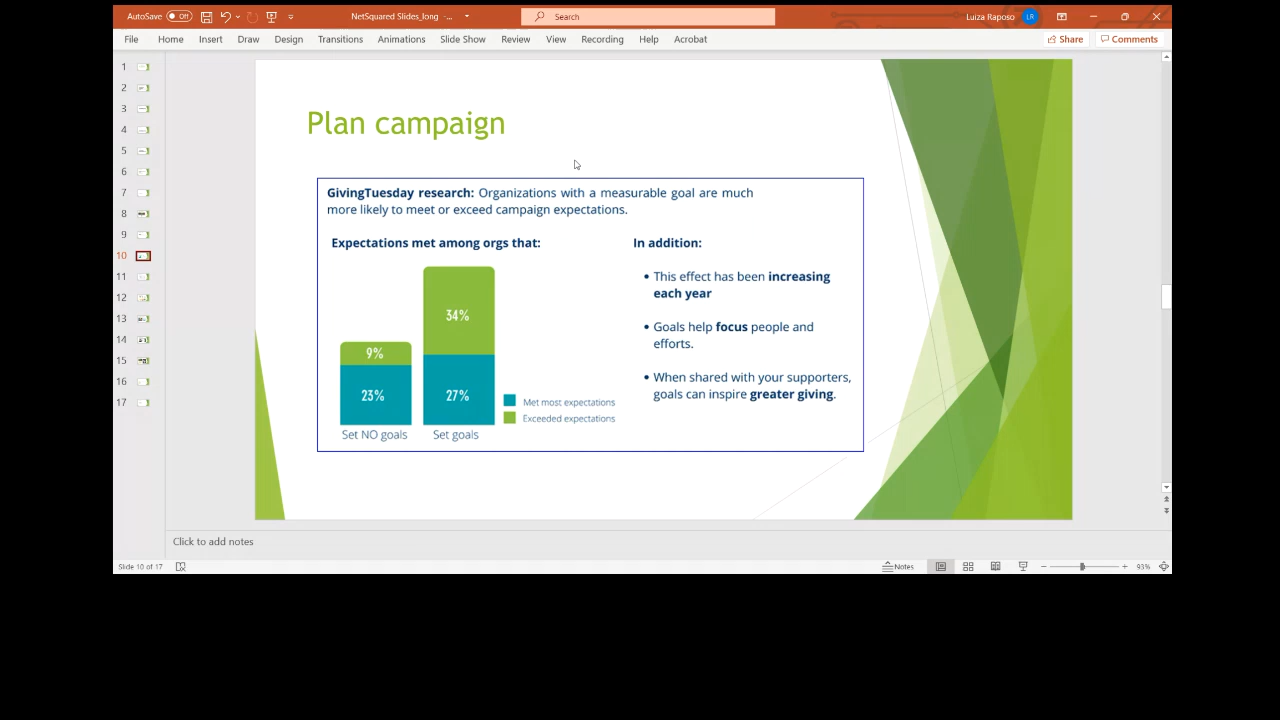 AutoSave Off NetSquared Slides_long -... Search Luiza Raposo LR
File Home Insert Draw Design Transitions Animations Slide Show Review View Recording Help Acrobat Share Comments
1
2
3
4
5
6
7
8
9
10
11
12
13
14
15
16
17
Plan campaign
GivingTuesday research: Organizations with a measurable goal are much
more likely to meet or exceed campaign expectations.
Expectations met among orgs that:
34%
9%
23%
27%
Met most expectations
Exceeded expectations
Set NO goals
Set goals
In addition:
• This effect has been increasing
each year
• Goals help focus people and
efforts.
• When shared with your supporters,
goals can inspire greater giving.
Click to add notes
Slide 10 of 17 Notes 93%